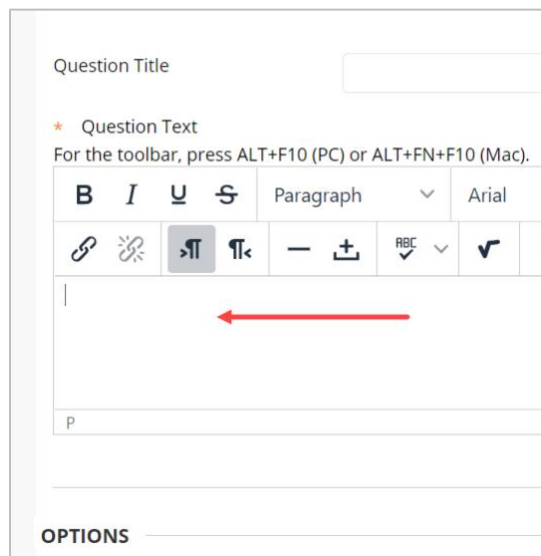 Question Title
* Question Text
For the toolbar, press ALT+F10 (PC) or ALT+FN+F10 (Mac).
B I U S Paragraph Arial
ABC
P
OPTIONS